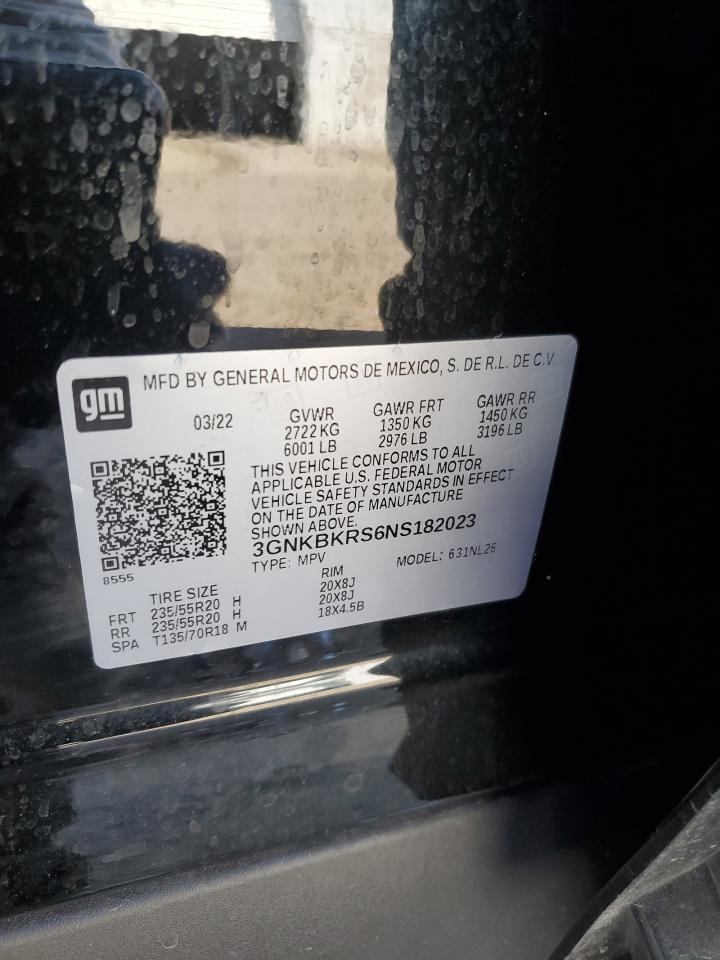 gm
MFD BY GENERAL MOTORS DE MEXICO, S. DE R.L. DE C.V
03/22 GVWR GAWR FRT GAWR RR
2722 KG 1350 KG 1450 KG
6001 LB 2976 LB 3196 LB
THIS VEHICLE CONFORMS TO ALL
APPLICABLE U.S. FEDERAL MOTOR
VEHICLE SAFETY STANDARDS IN EFFECT
ON THE DATE OF MANUFACTURE
SHOWN ABOVE.
3GNKBKRS6NS182023
TYPE: MPV MODEL: 631NL26
8555
TIRE SIZE RIM
FRT 235/55R20 H 20X8J
RR 235/55R20 H 20X8J
SPA T135/70R18 M 18X4.5B